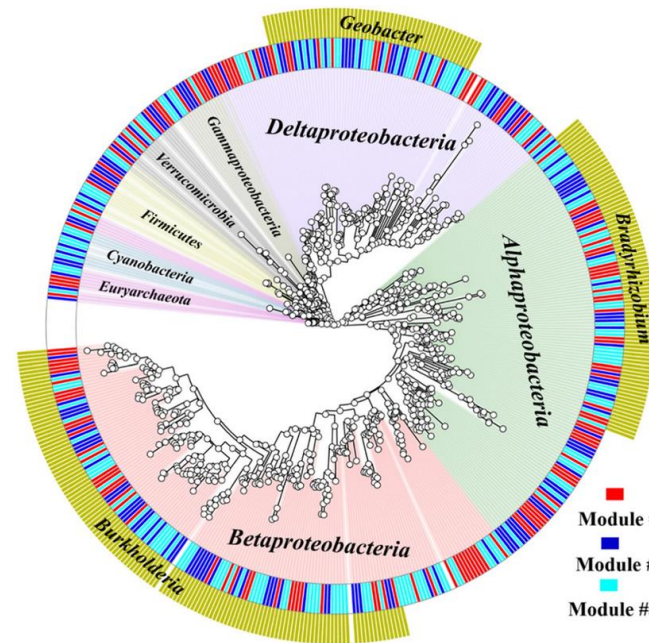 Geobacter
Deltaproteobacteria
Gammaproteobacteria
Verrucomicrobia
Firmicutes
Cyanobacteria
Euryarchaeota
Alphaproteobacteria
Bradyrhizobium
Betaproteobacteria
Burkholderia
Module
Module #
Module #